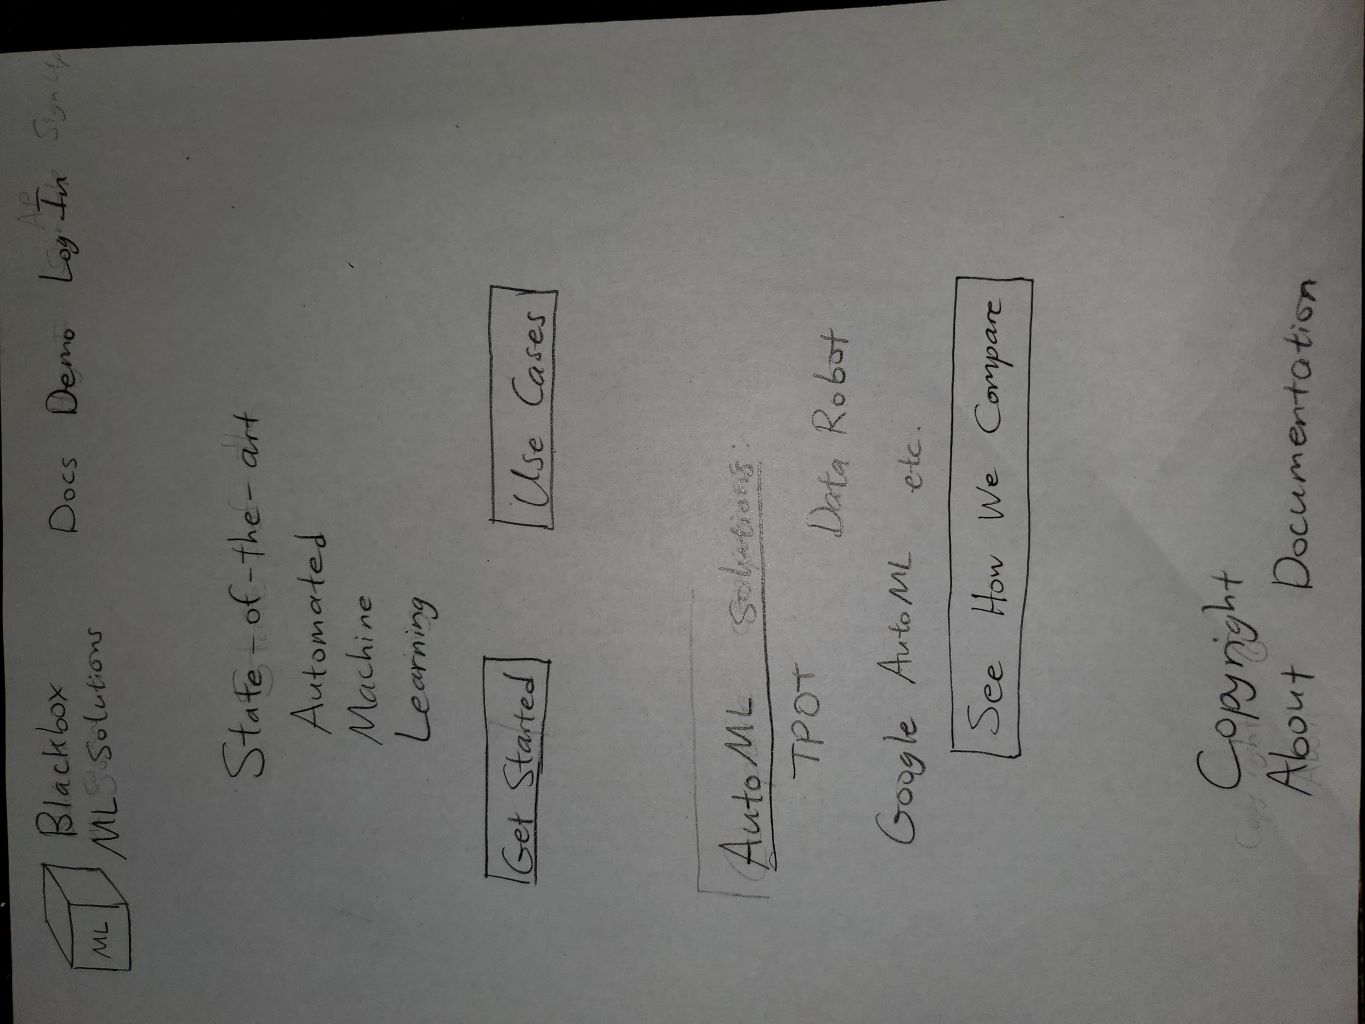 ML
Blackbox
ML Solutions
Docs Demo Log In Sign Up
State-of-the-art
Automated
Machine
Learning
Get Started
Use Cases
AutoML Solutions:
TPOT
Data Robot
Google AutoML etc.
See How We Compare
Copyright
About Documentation